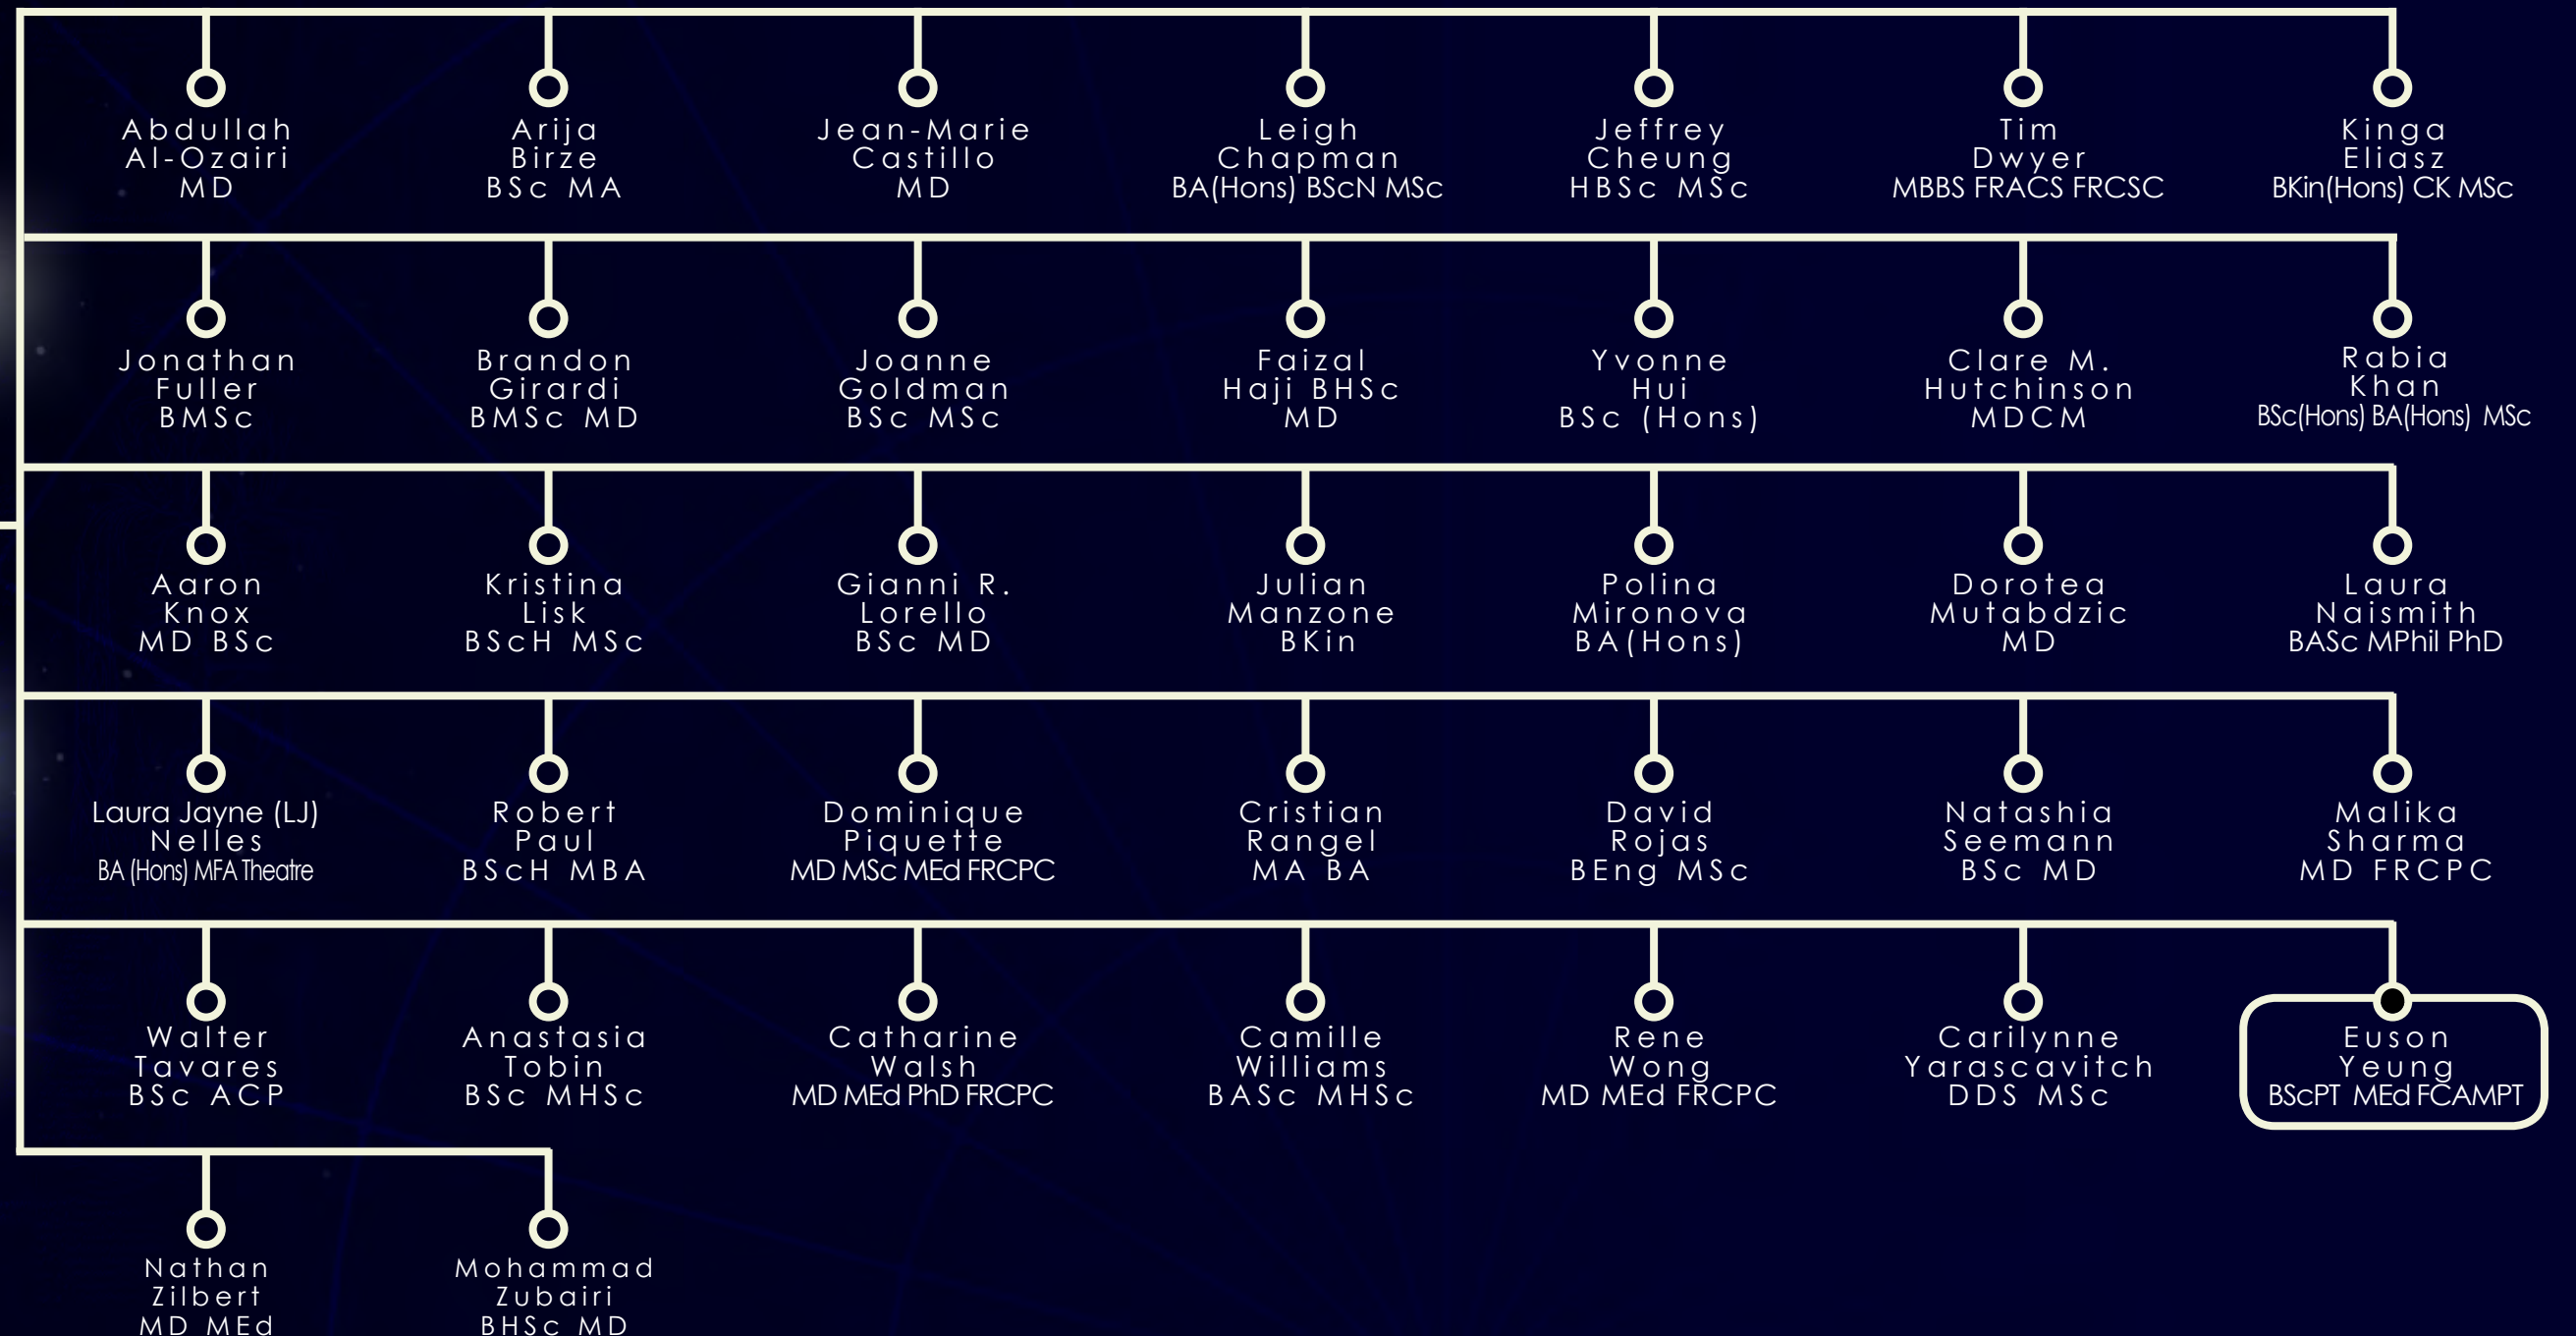 Abdullah
Al-Ozairi
MD
Arija
Birze
BSc MA
Jean-Marie
Castillo
MD
Leigh
Chapman
BA(Hons) BScN MSc
Jeffrey
Cheung
HBSc MSc
Tim
Dwyer
MBBS FRACS FRCSC
Kinga
Eliasz
BKin(Hons) CK MSc
Jonathan
Fuller
BMSc
Brandon
Girardi
BMSc MD
Joanne
Goldman
BSc MSc
Faizal
Haji BHSc
MD
Yvonne
Hui
BSc (Hons)
Clare M.
Hutchinson
MDCM
Rabia
Khan
BSc(Hons) BA(Hons) MSc
Aaron
Knox
MD BSc
Kristina
Lisk
BScH MSc
Gianni R.
Lorello
BSc MD
Julian
Manzone
BKin
Polina
Mironova
BA(Hons)
Dorotea
Mutabdzic
MD
Laura
Naismith
BASc MPhil PhD
Laura Jayne (LJ)
Nelles
BA (Hons) MFA Theatre
Robert
Paul
BScH MBA
Dominique
Piquette
MD MSc MEd FRCPC
Cristian
Rangel
MA BA
David
Rojas
BEng MSc
Natashia
Seemann
BSc MD
Malika
Sharma
MD FRCPC
Walter
Tavares
BSc ACP
Anastasia
Tobin
BSc MHSc
Catharine
Walsh
MD MEd PhD FRCPC
Camille
Williams
BASc MHSc
Rene
Wong
MD MEd FRCPC
Carilynne
Yarascavitch
DDS MSc
Euson
Yeung
BScPT MEd FCAMPT
Nathan
Zilbert
MD MEd
Mohammad
Zubairi
BHSc MD